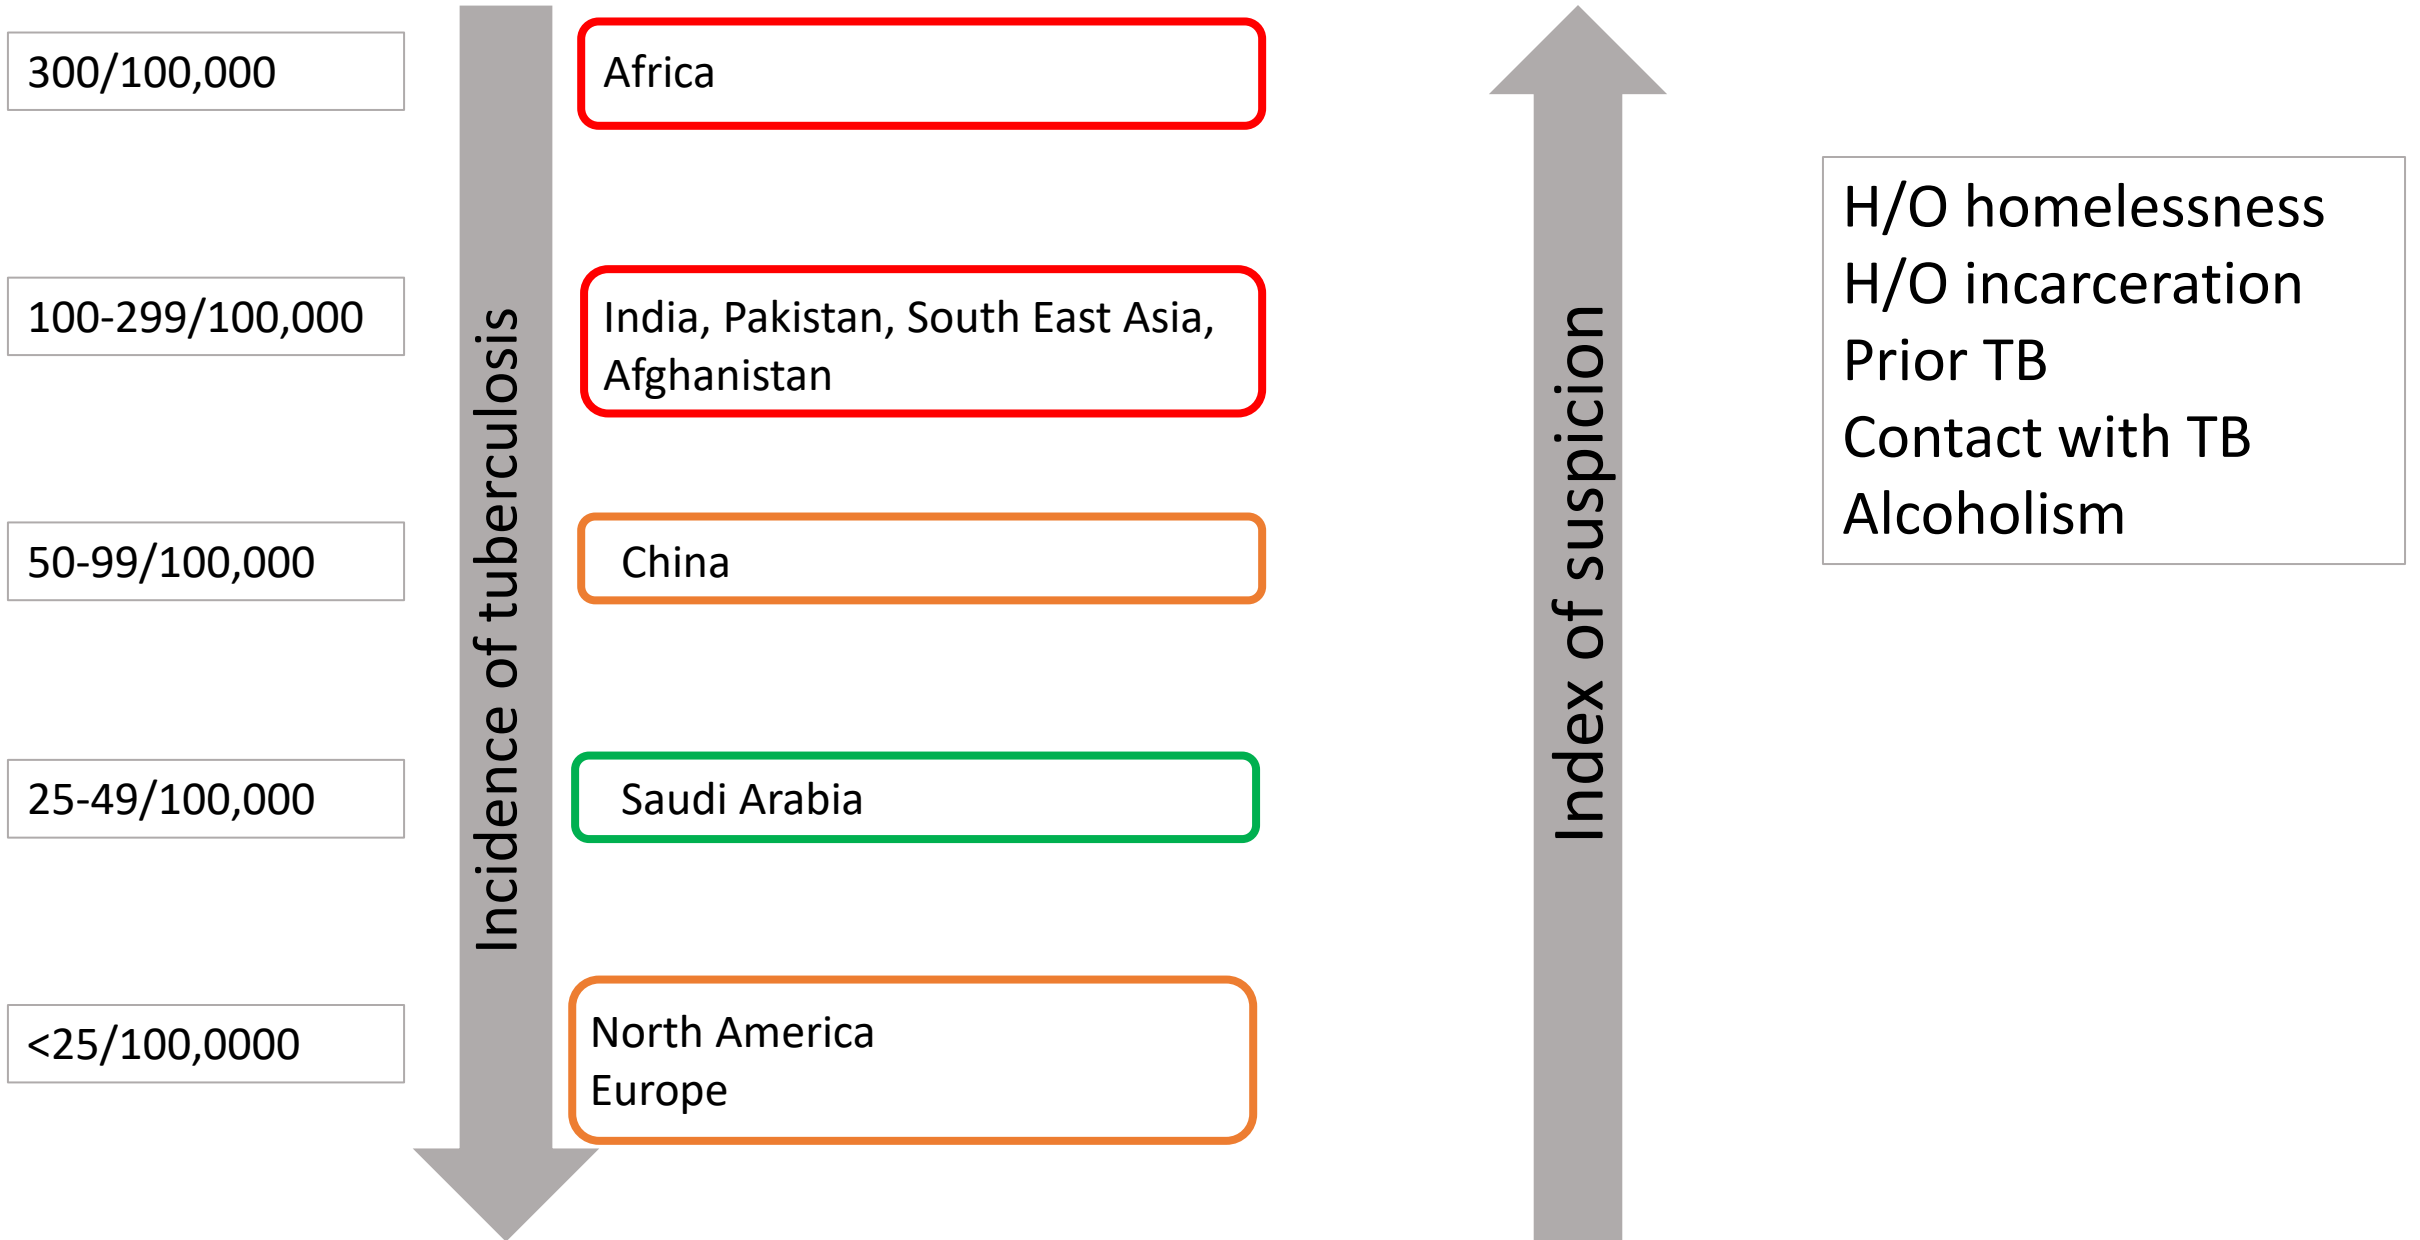 300/100,000
Africa
100-299/100,000
India, Pakistan, South East Asia,
Afghanistan
50-99/100,000
China
25-49/100,000
Saudi Arabia
<25/100,0000
North America
Europe
Incidence of tuberculosis
Index of suspicion
H/O homelessness
H/O incarceration
Prior TB
Contact with TB
Alcoholism